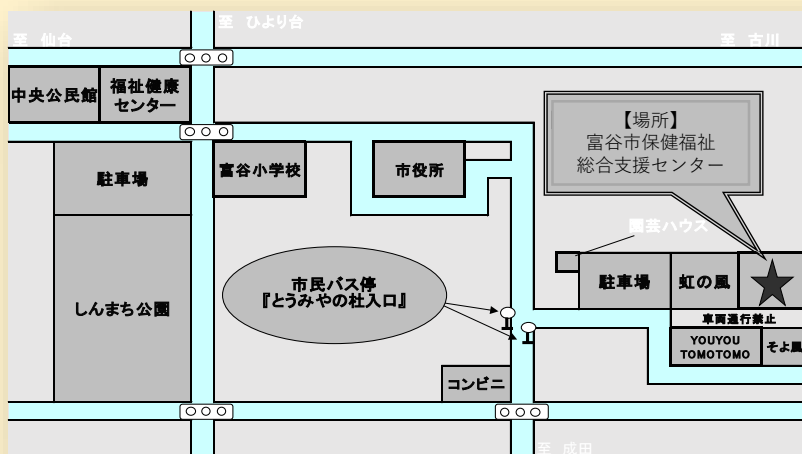 至 ひより台
至 仙台
至 古川
中央公民館
福祉健康
センター
【場所】
富谷市保健福祉
総合支援センター
駐車場
富谷小学校
市役所
園芸ハウス
市民バス停
『とうみやの杜入口』
しんまち公園
駐車場
虹の風
車両通行禁止
YOUYOU
TOMOTOMO
そよ風
コンビニ
至 成田